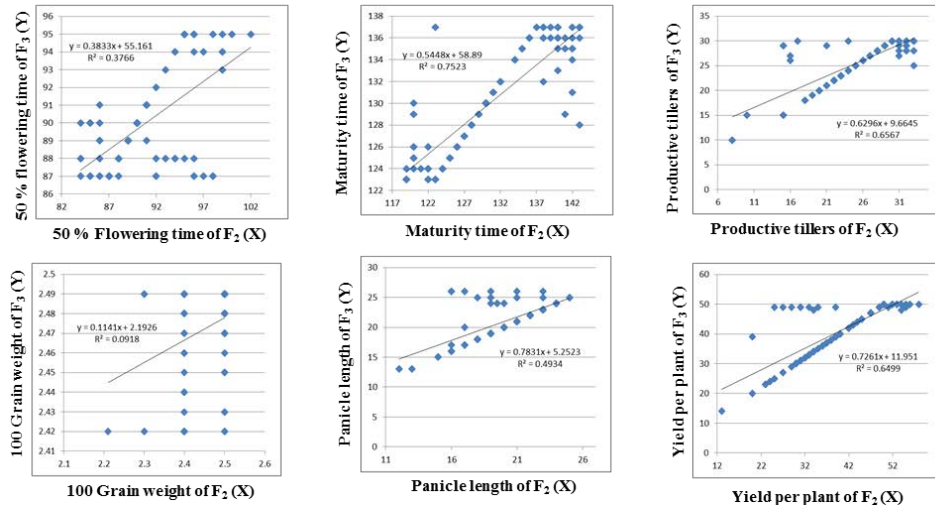 50 % flowering time of F3 (Y)
96
95
94
93
92
91
90
89
88
87
86
y = 0.3833x + 55.161
R² = 0.3766
82 87 92 97 102
50 % Flowering time of F2 (X)
Maturity time of F3 (Y)
138
136
134
132
130
128
126
124
122
y = 0.5448x + 58.89
R² = 0.7523
117 122 127 132 137 142
Maturity time of F2 (X)
Productive tillers of F3 (Y)
35
30
25
20
15
10
5
0
y = 0.6296x + 9.6645
R² = 0.6567
6 11 16 21 26 31
Productive tillers of F2 (X)
100 Grain weight of F3 (Y)
2.5
2.49
2.48
2.47
2.46
2.45
2.44
2.43
2.42
2.41
y = 0.1141x + 2.1926
R² = 0.0918
2.1 2.2 2.3 2.4 2.5 2.6
100 Grain weight of F2 (X)
Panicle length of F3 (Y)
30
25
20
15
10
5
0
y = 0.7831x + 5.2523
R² = 0.4934
11 16 21 26
Panicle length of F2 (X)
Yield per plant of F3 (Y)
60
50
40
30
20
10
0
y = 0.7261x + 11.951
R² = 0.6499
12 22 32 42 52
Yield per plant of F2 (X)